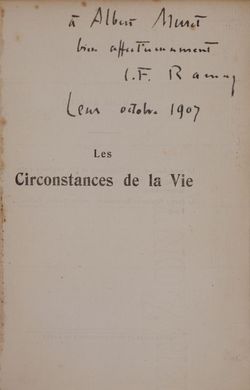 à Albert Muret
bien affectueusement
C. F. Ramuz
Lens octobre 1907
Les
Circonstances de la Vie